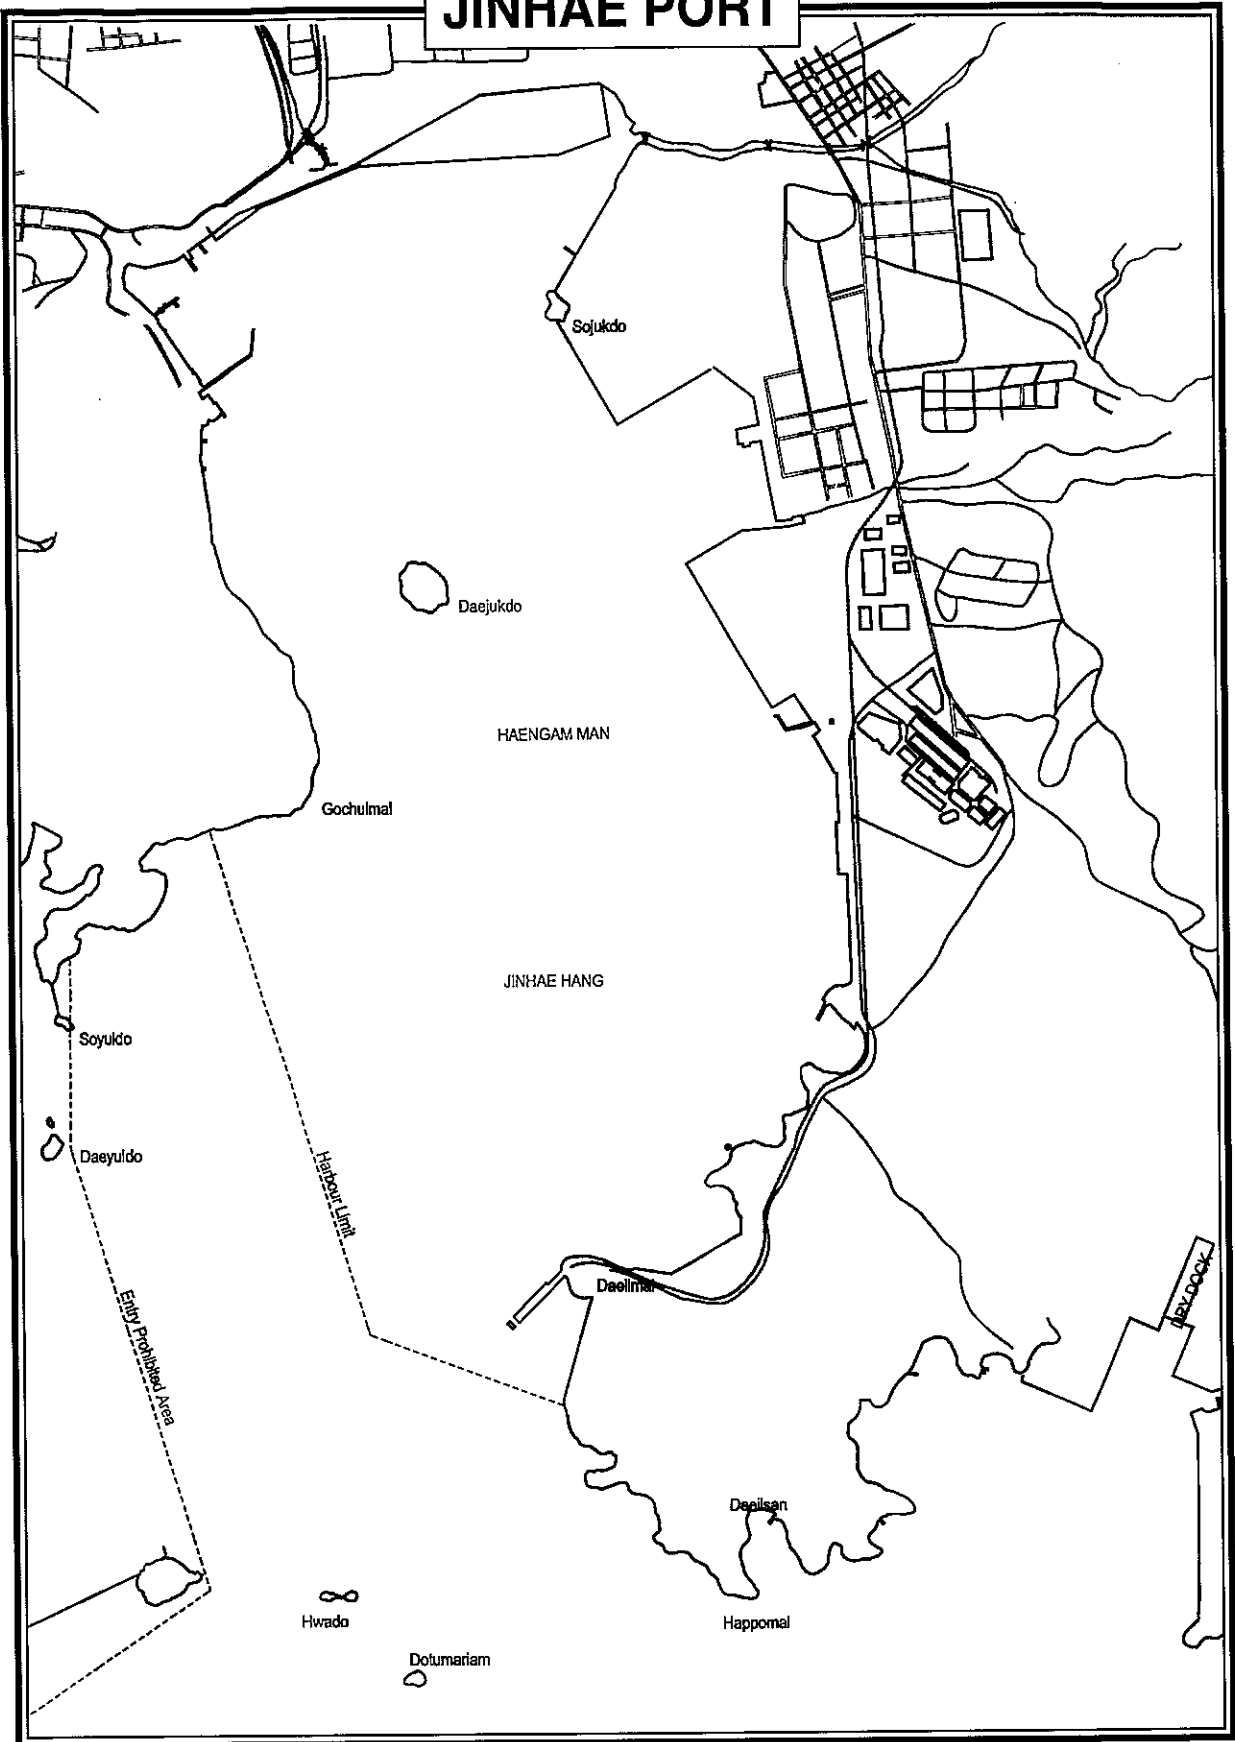 JINHAE PORT
Sojukdo
Daejukdo
HAENGAM MAN
Gochulmal
JINHAE HANG
Soyuldo
Daeyuldo
Harbour Limit
Entry Prohibited Area
Daeilmal
DRY DOCK
Daeilsan
Hwado
Happomal
Dotumariam